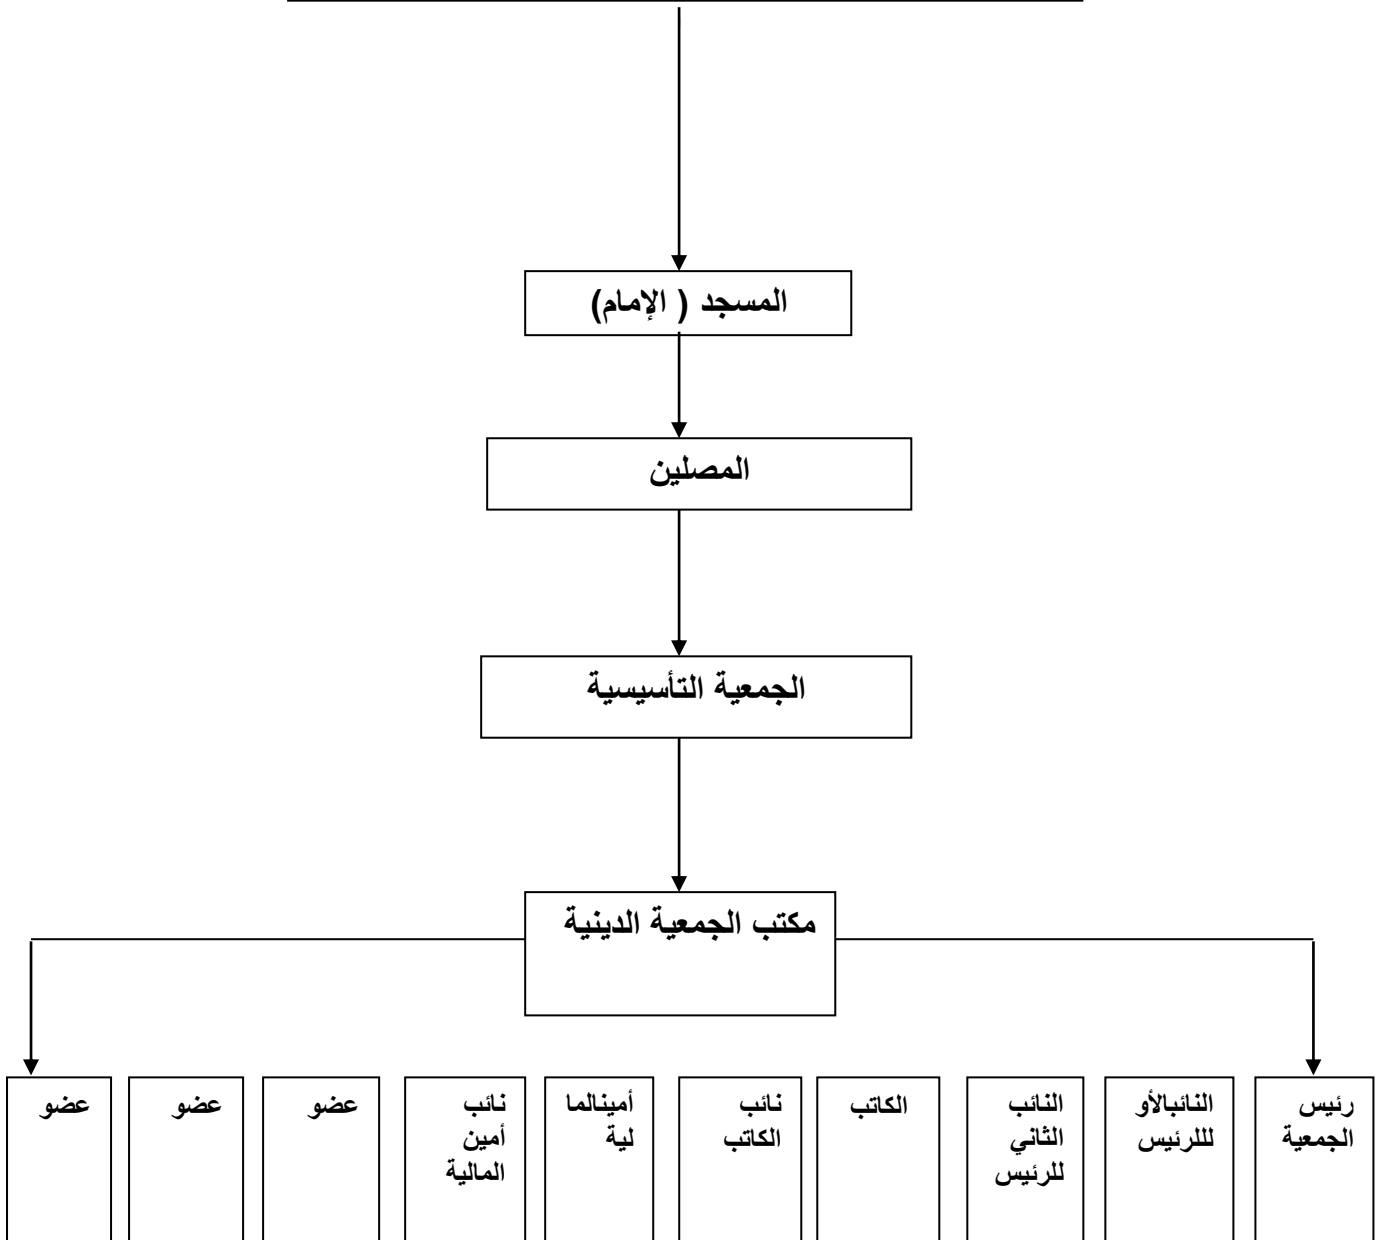 المسجد ( الإمام)
المصلين
الجمعية التأسيسية
مكتب الجمعية الدينية
رئيس
الجمعية
النائبالأو
لللرئيس
النائب
الثاني
للرئيس
الكاتب
نائب
الكاتب
أمينالما
لية
نائب
أمين
المالية
عضو
عضو
عضو